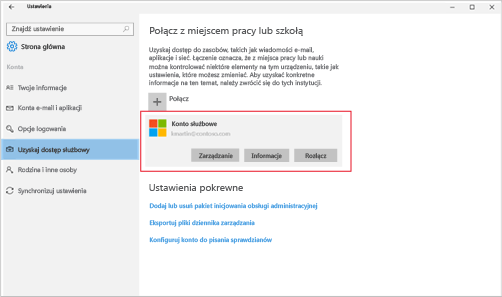 Ustawienia
Znajdź ustawienie
Strona główna
Konta
Twoje informacje
Konta e-mail i aplikacji
Opcje logowania
Uzyskaj dostęp służbowy
Rodzina i inne osoby
Synchronizuj ustawienia
Połącz z miejscem pracy lub szkołą
Uzyskaj dostęp do zasobów, takich jak wiadomości e-mail,
aplikacje i sieć. Łączenie oznacza, że z miejsca pracy lub nauki
można kontrolować niektóre elementy na tym urządzeniu, takie jak
ustawienia, które możesz zmieniać. Aby uzyskać konkretne
informacje na ten temat, należy zwrócić się do tych instytucji.
Połącz
Konto służbowe
Zarządzanie
Informacje
Rozłącz
Ustawienia pokrewne
Dodaj lub usuń pakiet inicjowania obsługi administracyjnej
Eksportuj pliki dziennika zarządzania
Konfiguruj konto do pisania sprawdzianów